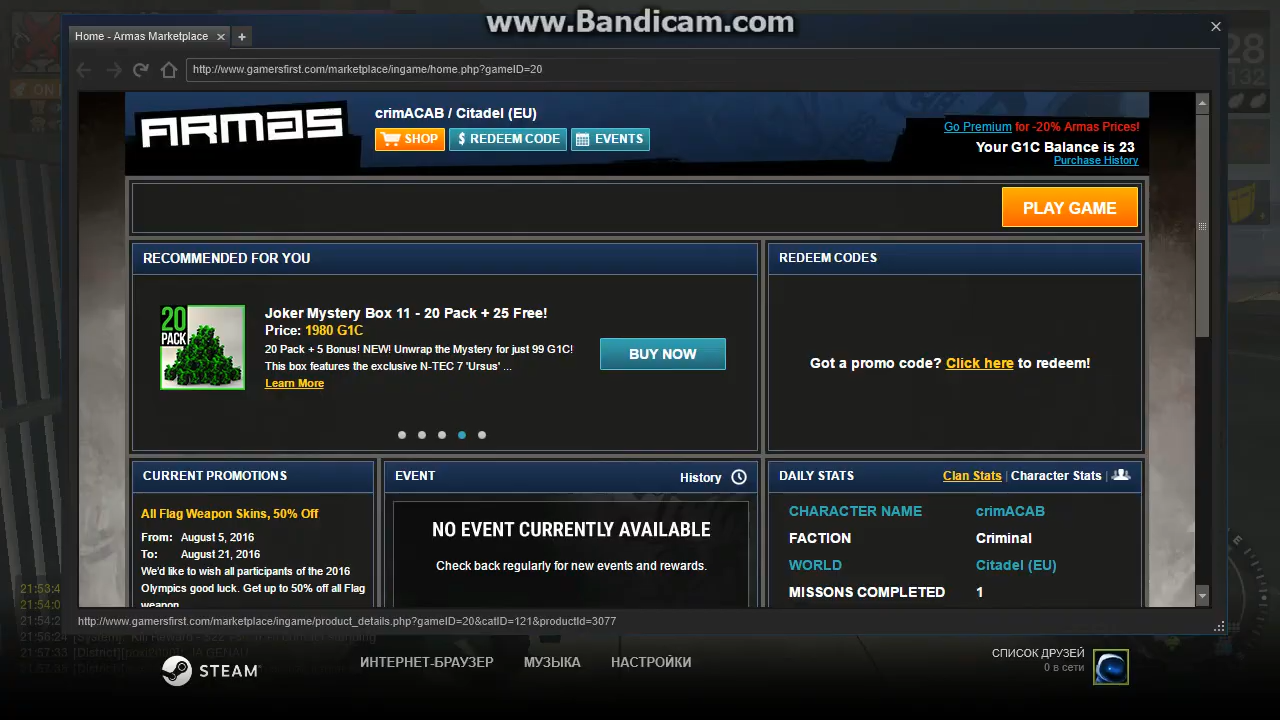 www.Bandicam.com
Home - Armas Marketplace
http://www.gamersfirst.com/marketplace/ingame/home.php?gameID=20
ARMAS
crimACAB / Citadel (EU)
SHOP
$ REDEEM CODE
EVENTS
Go Premium for -20% Armas Prices!
Your G1C Balance is 23
Purchase History
PLAY GAME
RECOMMENDED FOR YOU
20 PACK
Joker Mystery Box 11 - 20 Pack + 25 Free!
Price: 1980 G1C
20 Pack + 5 Bonus! NEW! Unwrap the Mystery for just 99 G1C!
This box features the exclusive N-TEC 7 'Ursus' ...
Learn More
BUY NOW
REDEEM CODES
Got a promo code? Click here to redeem!
CURRENT PROMOTIONS
All Flag Weapon Skins, 50% Off
From: August 5, 2016
To: August 21, 2016
We'd like to wish all participants of the 2016
Olympics good luck. Get up to 50% off all Flag
weapon
EVENT
History
NO EVENT CURRENTLY AVAILABLE
Check back regularly for new events and rewards.
DAILY STATS
Clan Stats | Character Stats |
CHARACTER NAME crimACAB
FACTION Criminal
WORLD Citadel (EU)
MISSONS COMPLETED 1
http://www.gamersfirst.com/marketplace/ingame/product_details.php?gameID=20&catID=121&productId=3077
STEAM
ИНТЕРНЕТ-БРАУЗЕР
МУЗЫКА
НАСТРОЙКИ
СПИСОК ДРУЗЕЙ
0 в сети